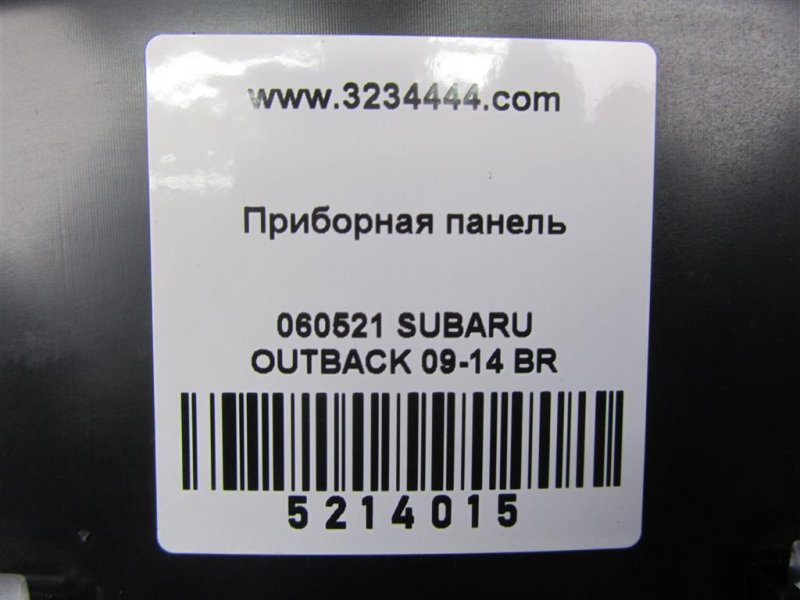 www.3234444.com
Приборная панель
060521 SUBARU
OUTBACK 09-14 BR
5214015